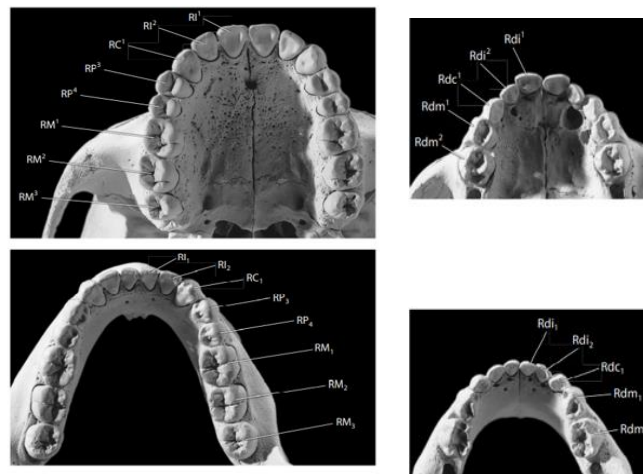 RI¹
RI²
RC¹
RP³
RP⁴
RM¹
RM²
RM³
Rdi¹
Rdi²
Rdc¹
Rdm¹
Rdm²
RI₁
RI₂
RC₁
RP₃
RP₄
RM₁
RM₂
RM₃
Rdi₁
Rdi₂
Rdc₁
Rdm₁
Rdm